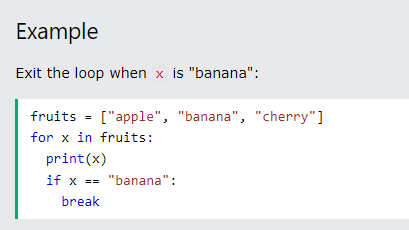 Example
Exit the loop when x is "banana":
fruits = ["apple", "banana", "cherry"]
for x in fruits:
  print(x)
  if x == "banana":
    break